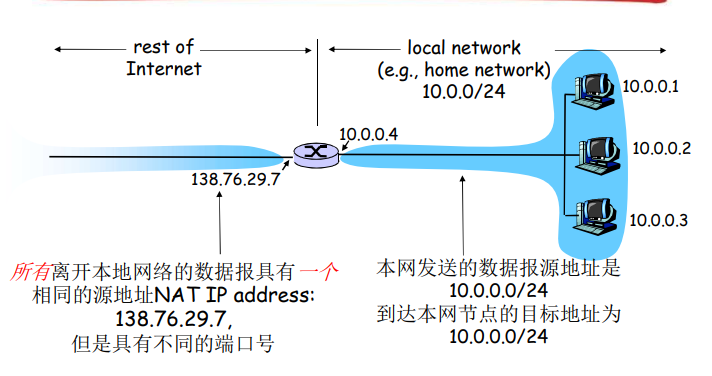 rest of
Internet
local network
(e.g., home network)
10.0.0/24
10.0.0.1
10.0.0.4
10.0.0.2
138.76.29.7
10.0.0.3
所有离开本地网络的数据报具有一个
相同的源地址NAT IP address:
138.76.29.7,
但是具有不同的端口号
本网发送的数据报源地址是
10.0.0.0/24
到达本网节点的目标地址为
10.0.0.0/24